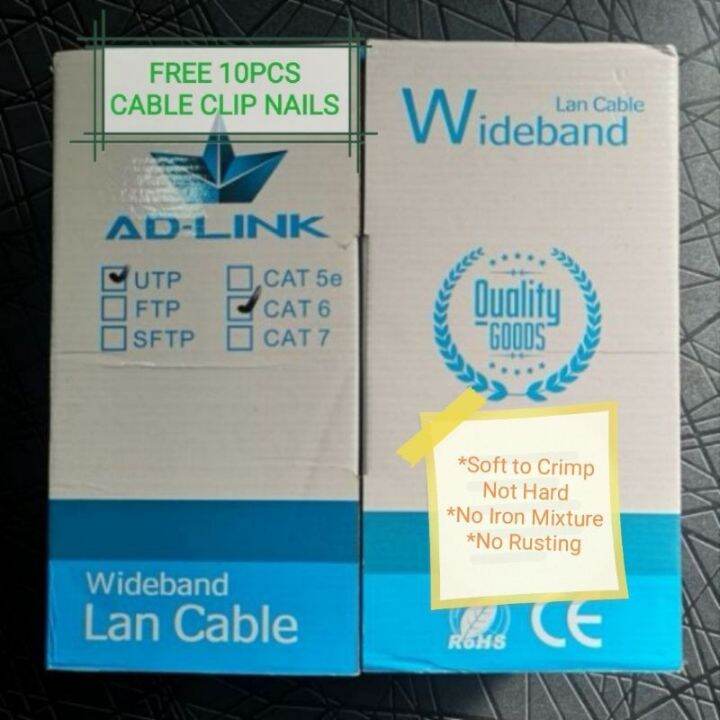 FREE 10PCS
CABLE CLIP NAILS
AD-LINK
UTP
FTP
SFTP
CAT 5e
CAT 6
CAT 7
Wideband
Lan Cable
Lan Cable
Wideband
Quality
GOODS
*Soft to Crimp
Not Hard
*No Iron Mixture
*No Rusting
RoHS
CE